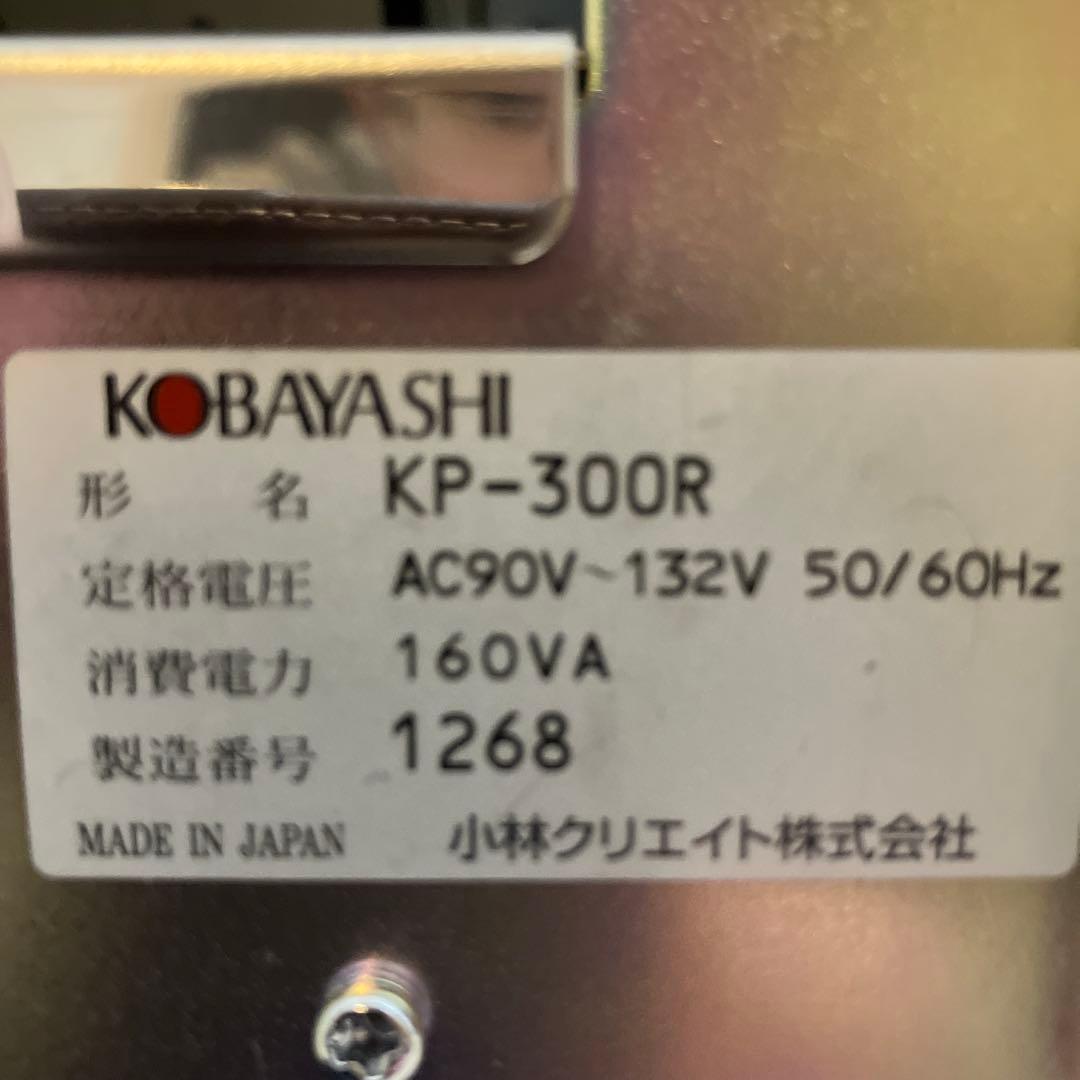 KOBAYASHI
形 名 KP-300R
定格電圧 AC90V~132V 50/60Hz
消費電力 160VA
製造番号 1268
MADE IN JAPAN 小林クリエイト株式会社